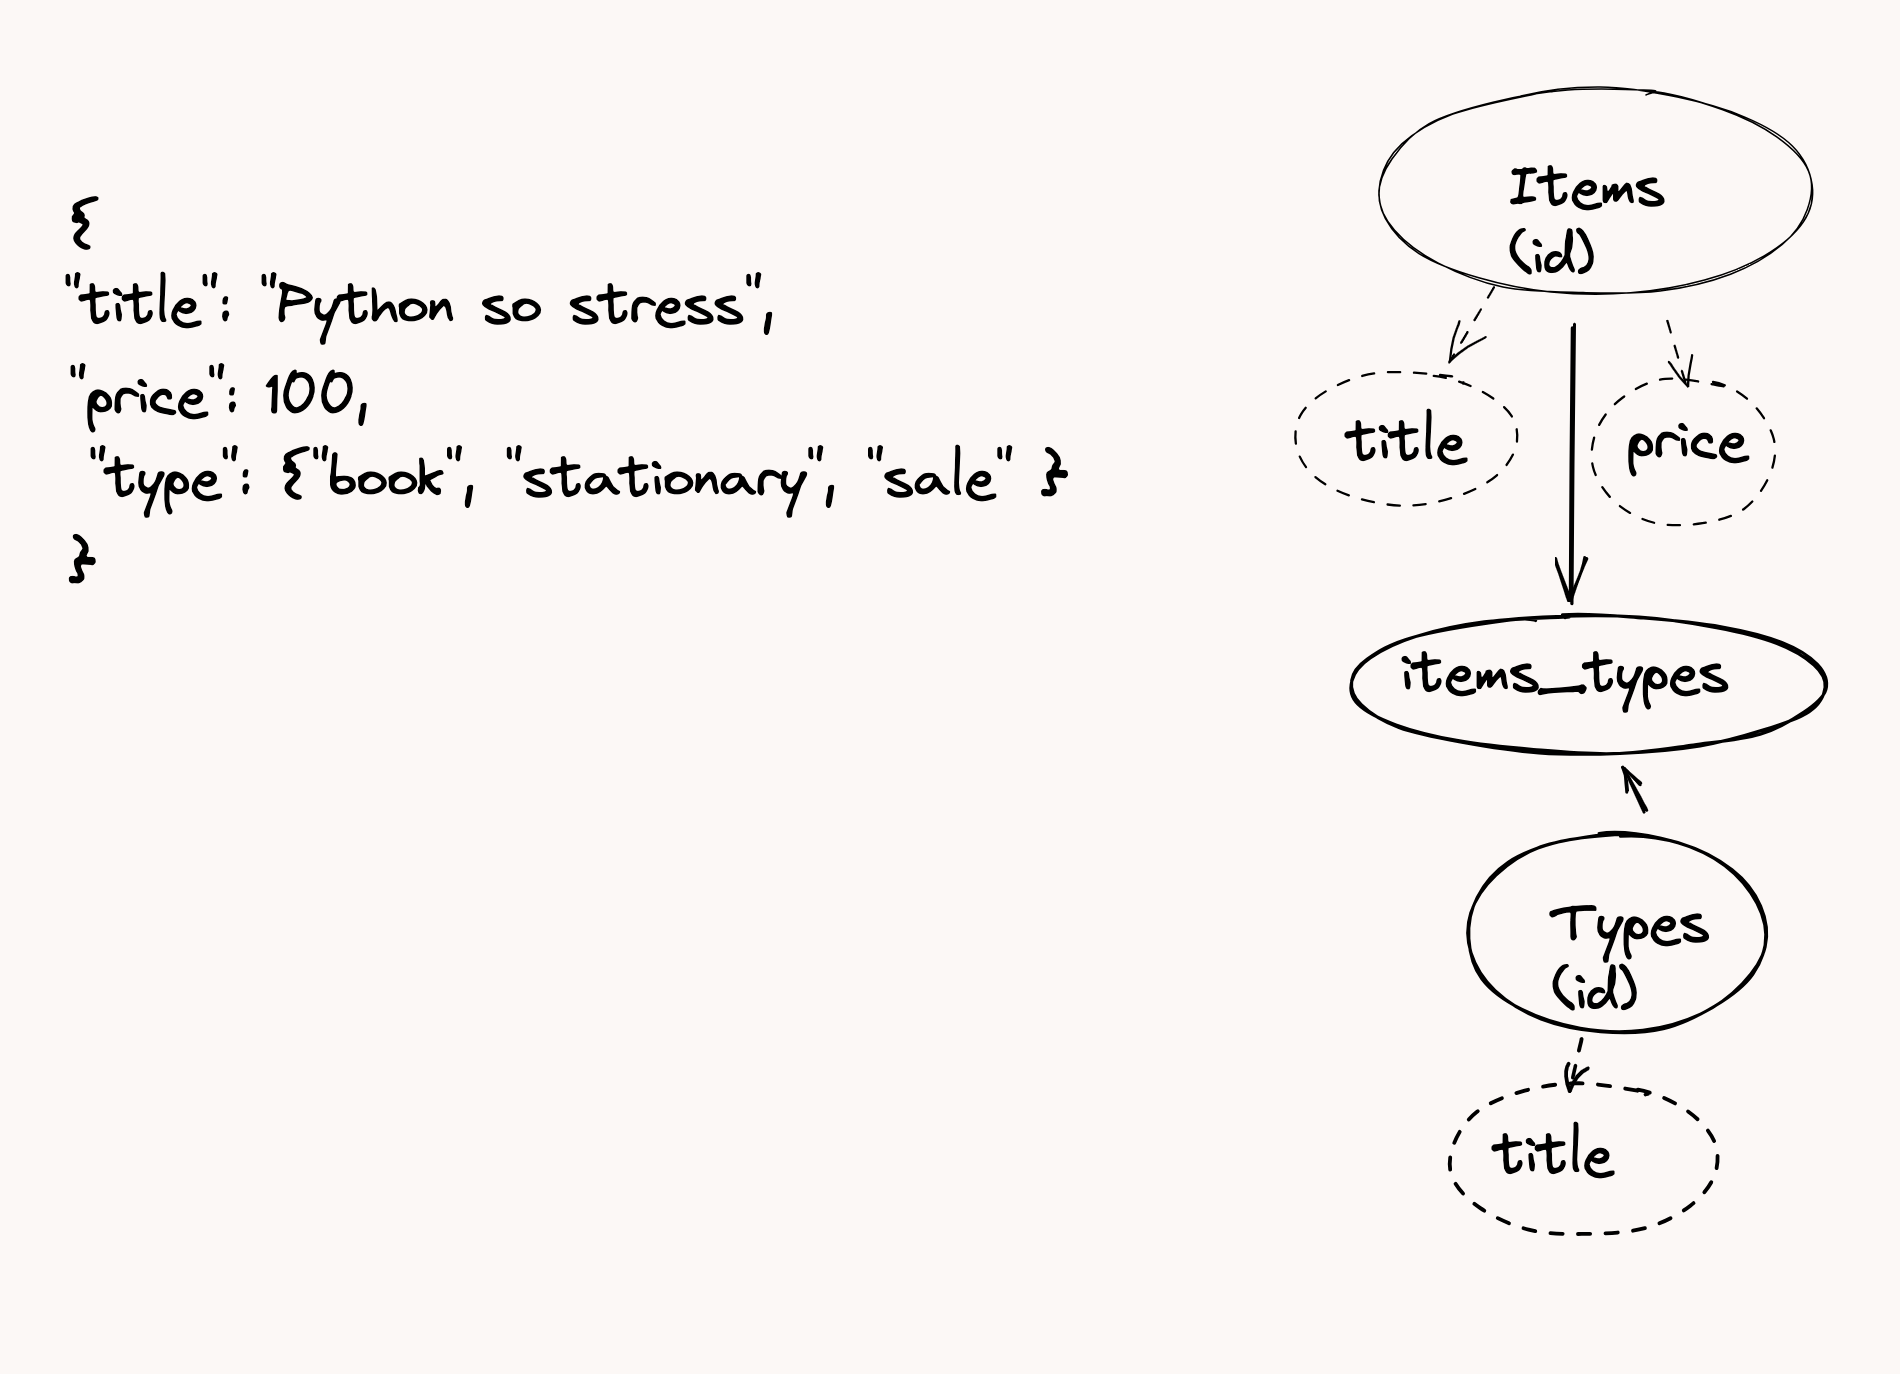 {
"title": "Python so stress",
"price": 100,
"type": {"book", "stationary", "sale" }
}
Items
(id)
title
price
items_types
Types
(id)
title